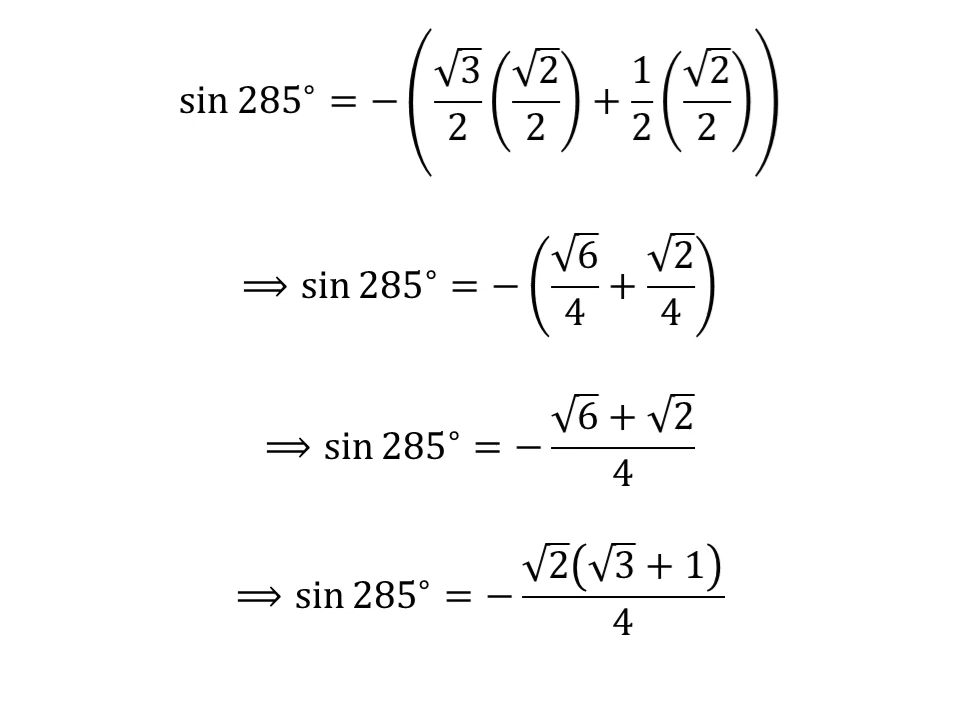 sin 285° = −(√3/2 (√2/2) + 1/2 (√2/2))
⟹ sin 285° = −(√6/4 + √2/4)
⟹ sin 285° = − (√6 + √2)/4
⟹ sin 285° = − √2(√3 + 1)/4